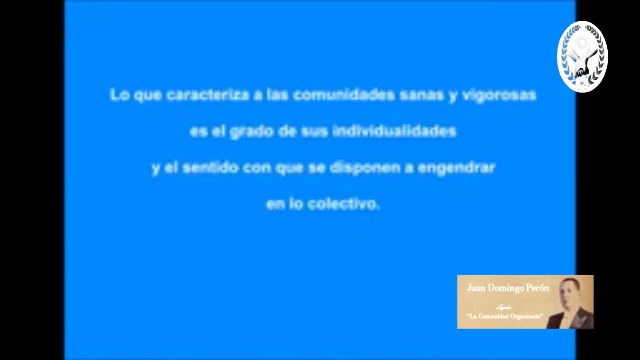 Lo que caracteriza a las comunidades sanas y vigorosas
es el grado de sus individualidades
y el sentido con que se disponen a engendrar
en lo colectivo.
Juan Domingo Perón
"La Comunidad Organizada"